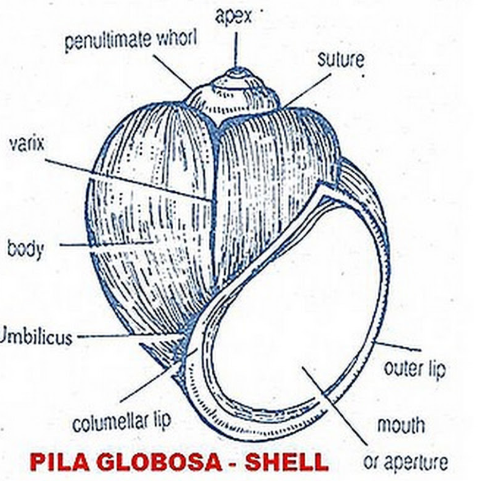 apex
penultimate whorl
suture
varix
body
Umbilicus
outer lip
columellar lip
mouth
or aperture
PILA GLOBOSA - SHELL